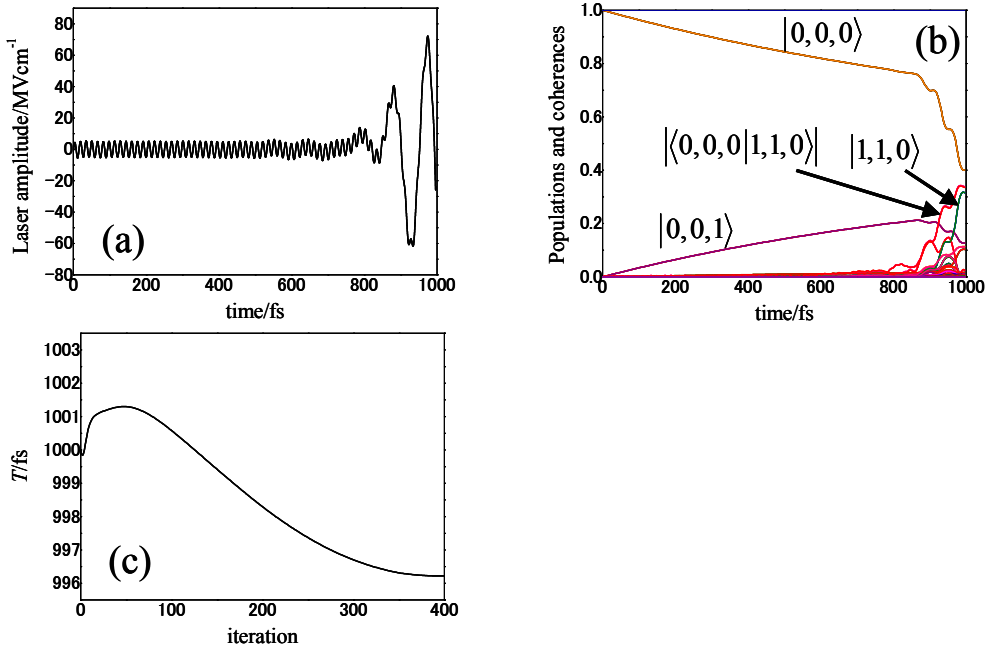 80
60
40
20
0
−20
−40
−60
−80
Laser amplitude/MVcm⁻¹
(a)
0 200 400 600 800 1000
time/fs
1.0
0.8
0.6
0.4
0.2
0.0
Populations and coherences
|0,0,0⟩
(b)
|⟨0,0,0|1,1,0⟩|
|1,1,0⟩
|0,0,1⟩
0 200 400 600 800 1000
time/fs
1003
1002
1001
1000
999
998
997
996
T/fs
(c)
0 100 200 300 400
iteration